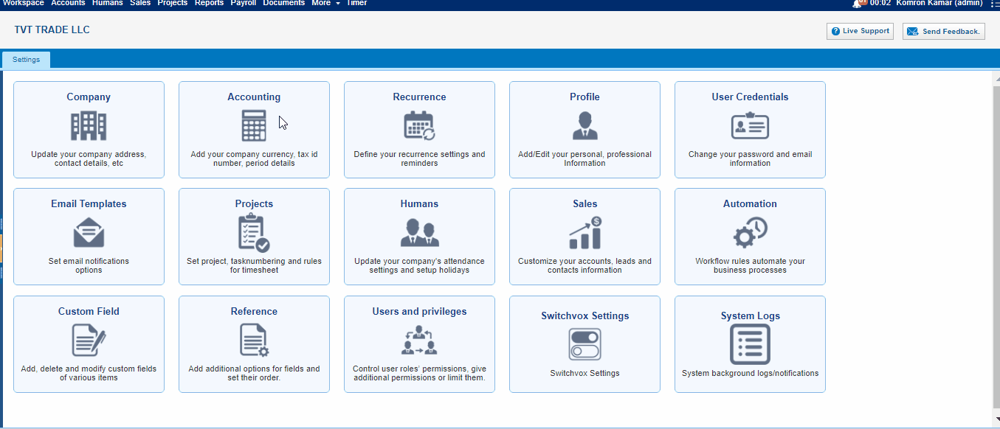 Workspace Accounts Humans Sales Projects Reports Payroll Documents More Timer 00:02 Komron Kamar (admin)
TVT TRADE LLC
Live Support Send Feedback.
Settings
Company Accounting Recurrence Profile User Credentials
Update your company address, Add your company currency, tax id Define your recurrence settings and Add/Edit your personal, professional Change your password and email
contact details, etc number, period details reminders Information information
Email Templates Projects Humans Sales Automation
Set email notifications Set project, tasknumbering and rules Update your company's attendance Customize your accounts, leads and Workflow rules automate your
options for timesheet settings and setup holidays contacts information business processes
Custom Field Reference Users and privileges Switchvox Settings System Logs
Add, delete and modify custom fields Add additional options for fields and Control user roles' permissions, give Switchvox Settings System background logs/notifications
of various items set their order. additional permissions or limit them.